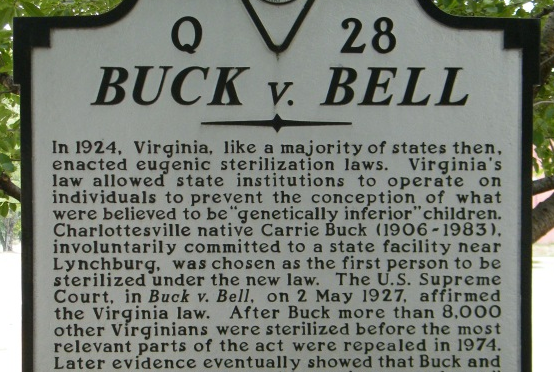 Q 28
BUCK v. BELL
In 1924, Virginia, like a majority of states then,
enacted eugenic sterilization laws. Virginia's
law allowed state institutions to operate on
individuals to prevent the conception of what
were believed to be "genetically inferior" children.
Charlottesville native Carrie Buck (1906-1983),
involuntarily committed to a state facility near
Lynchburg, was chosen as the first person to be
sterilized under the new law. The U.S. Supreme
Court, in Buck v. Bell, on 2 May 1927, affirmed
the Virginia law. After Buck more than 8,000
other Virginians were sterilized before the most
relevant parts of the act were repealed in 1974.
Later evidence eventually showed that Buck and